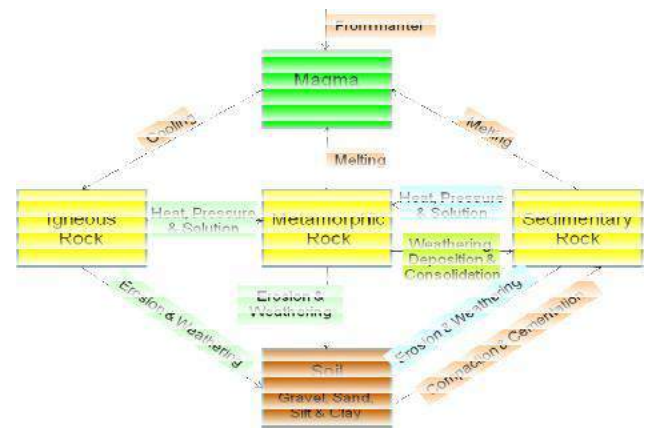 From mantel
Magma
Cooling
Melting
Melting
Igneous
Rock
Heat, Pressure
& Solution
Metamorphic
Rock
Heat, Pressure
& Solution
Sedimentary
Rock
Weathering
Deposition &
Consolidation
Erosion & Weathering
Erosion &
Weathering
Erosion & Weathering
Compaction & Cementation
Soil
Gravel, Sand,
Silt & Clay